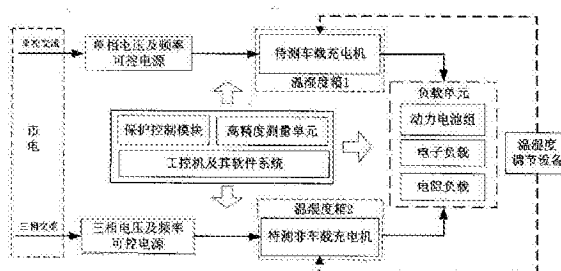 单相交流
单相电压及频率
可控电源
待测车载充电机
温湿度箱1
负载单元
动力电池组
电子负载
电阻负载
保护控制模块
高精度测量单元
工控机及其软件系统
市
电
温湿度
调节设备
三相交流
三相电压及频率
可控电源
温湿度箱2
待测非车载充电机